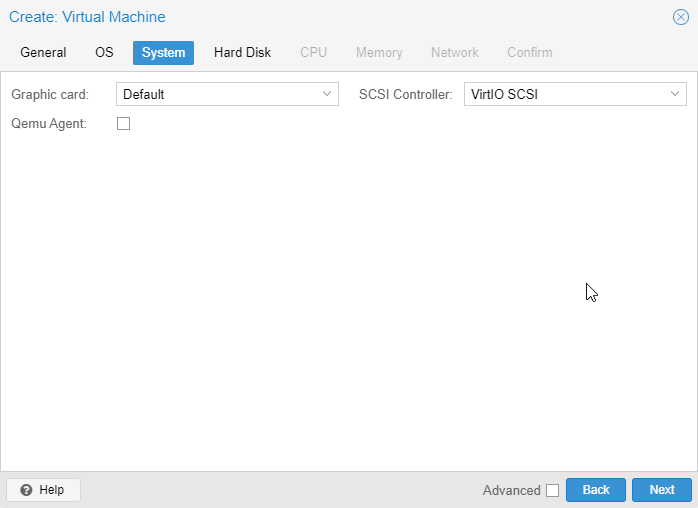 Create: Virtual Machine
General OS System Hard Disk CPU Memory Network Confirm
Graphic card: Default SCSI Controller: VirtIO SCSI
Qemu Agent:
Help Advanced Back Next